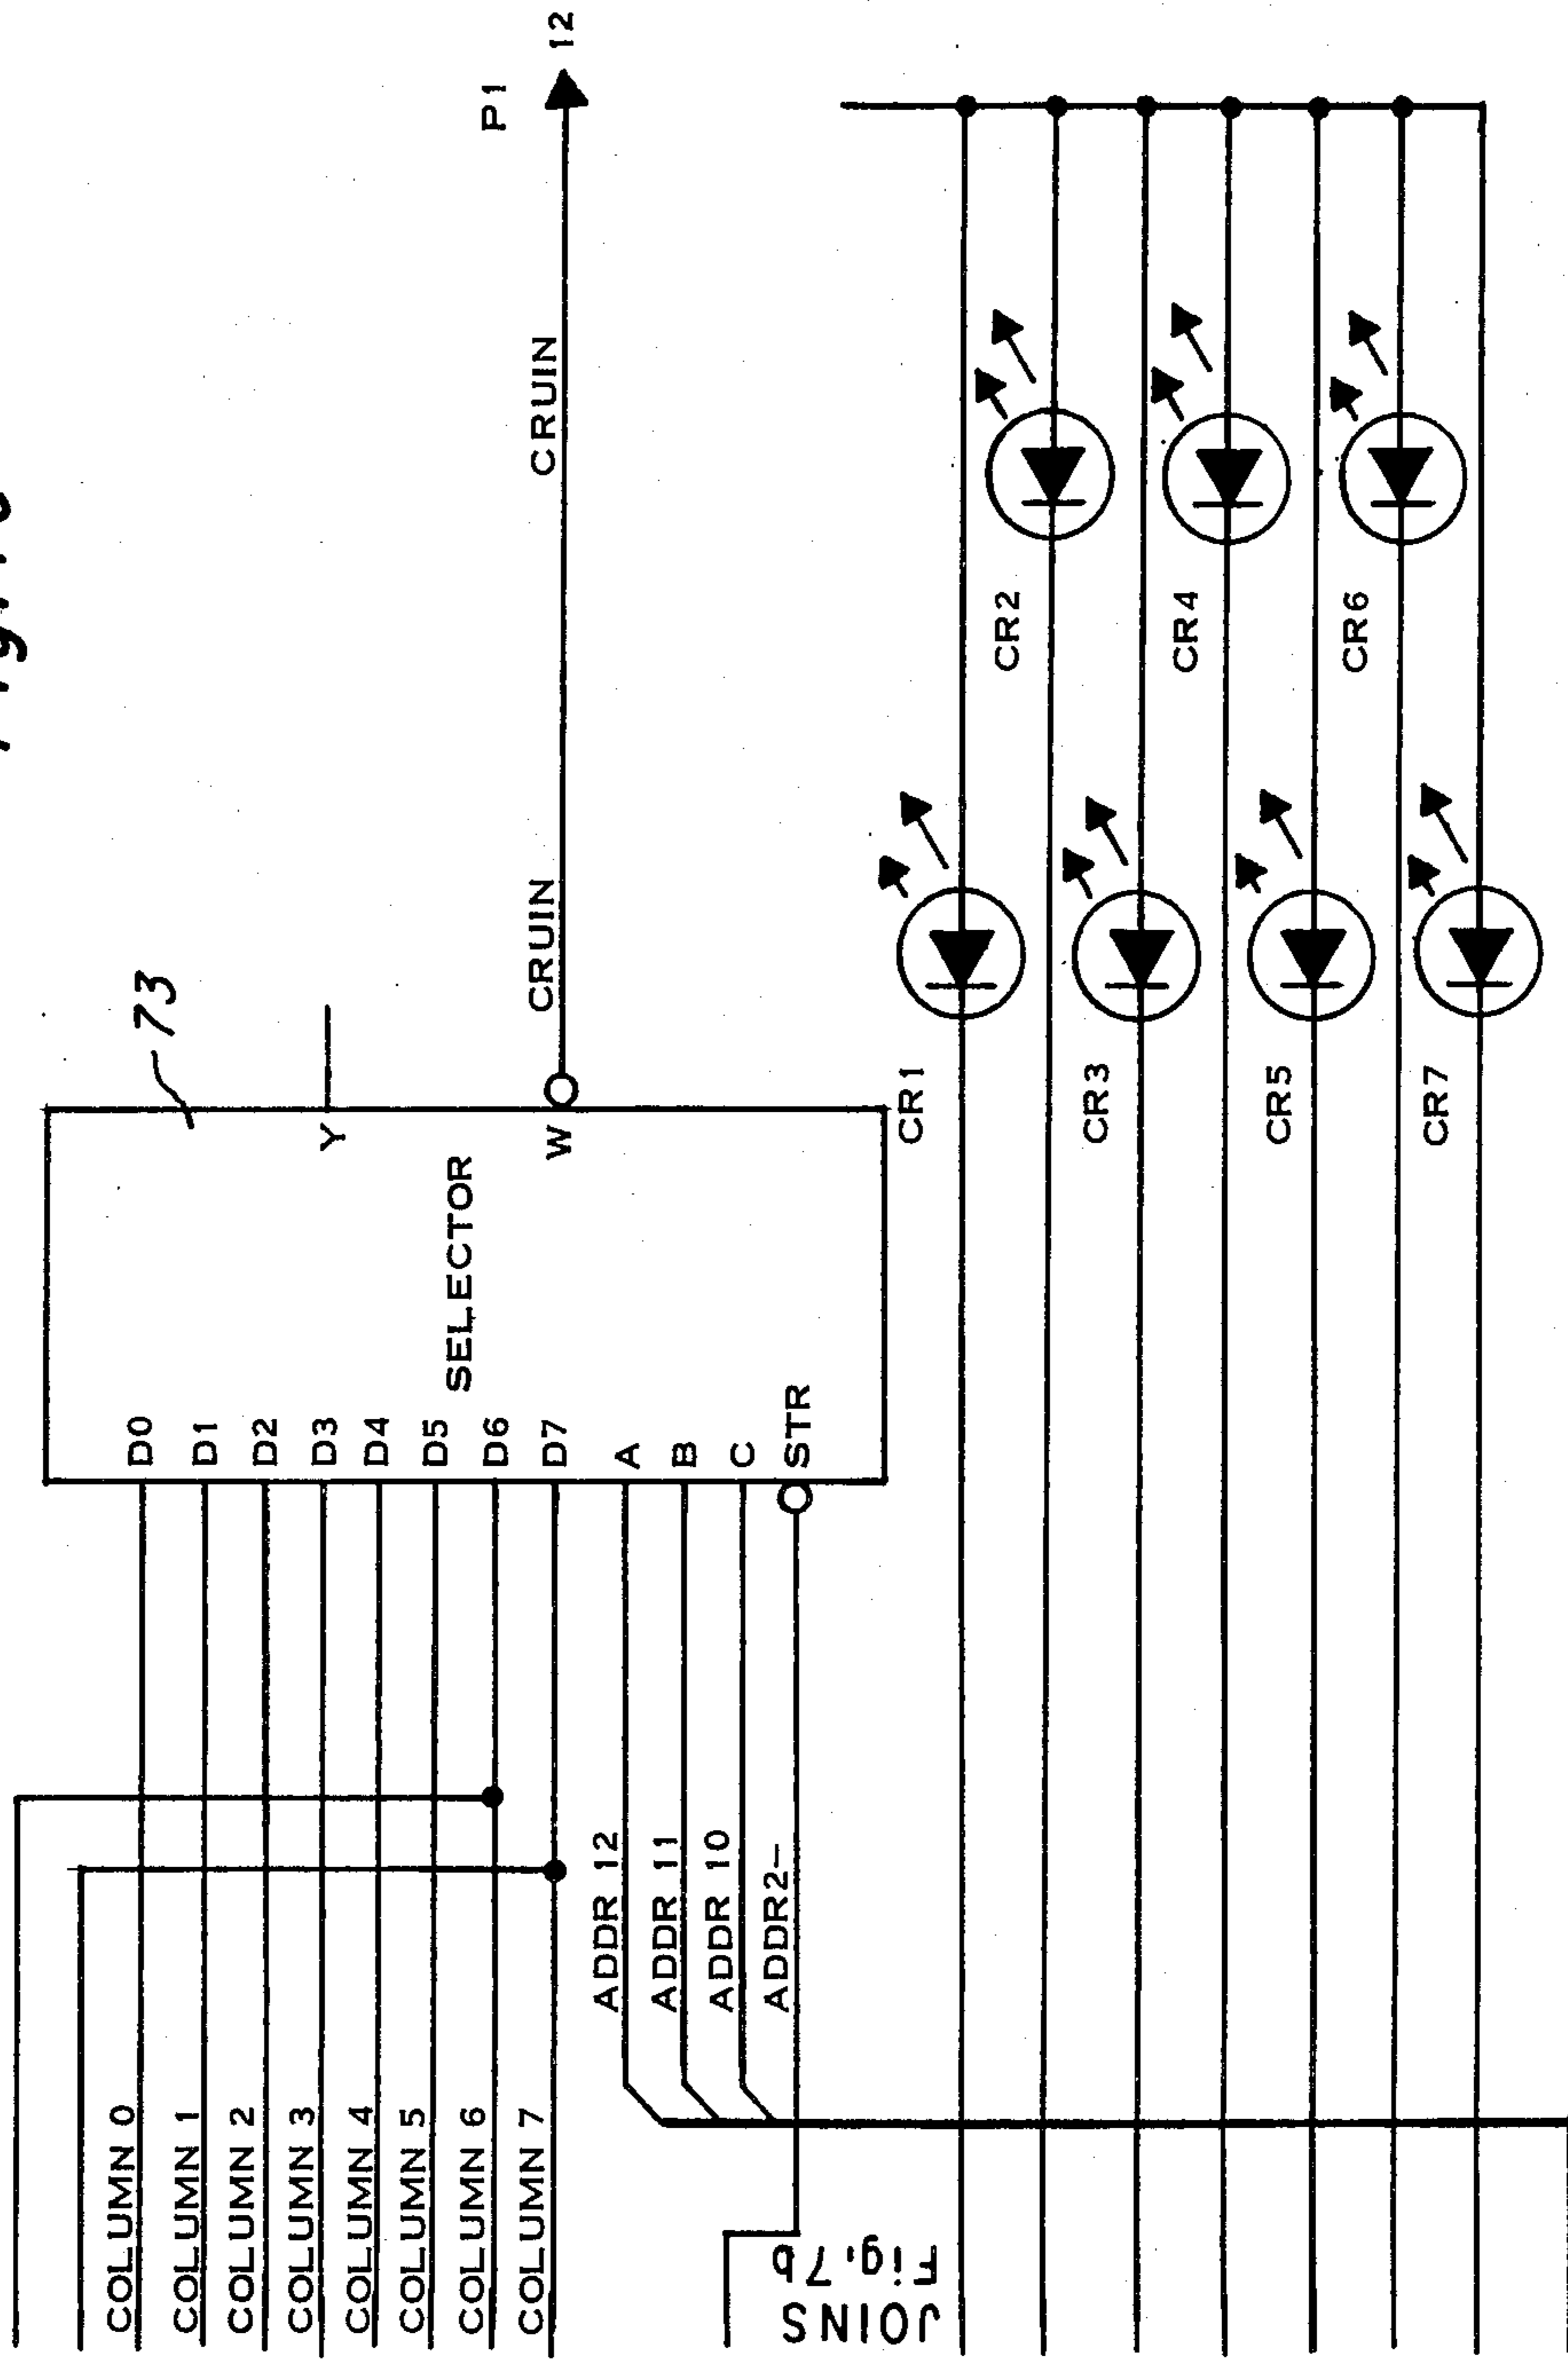 73
P1
12
D0
D1
D2
D3
D4
D5
D6
D7
A
B
C
STR
SELECTOR
Y
W
CRUIN
CRUIN
COLUMN 0
COLUMN 1
COLUMN 2
COLUMN 3
COLUMN 4
COLUMN 5
COLUMN 6
COLUMN 7
ADDR 12
ADDR 11
ADDR 10
ADDR2–
JOINS
Fig.7b
CR1
CR2
CR3
CR4
CR5
CR6
CR7